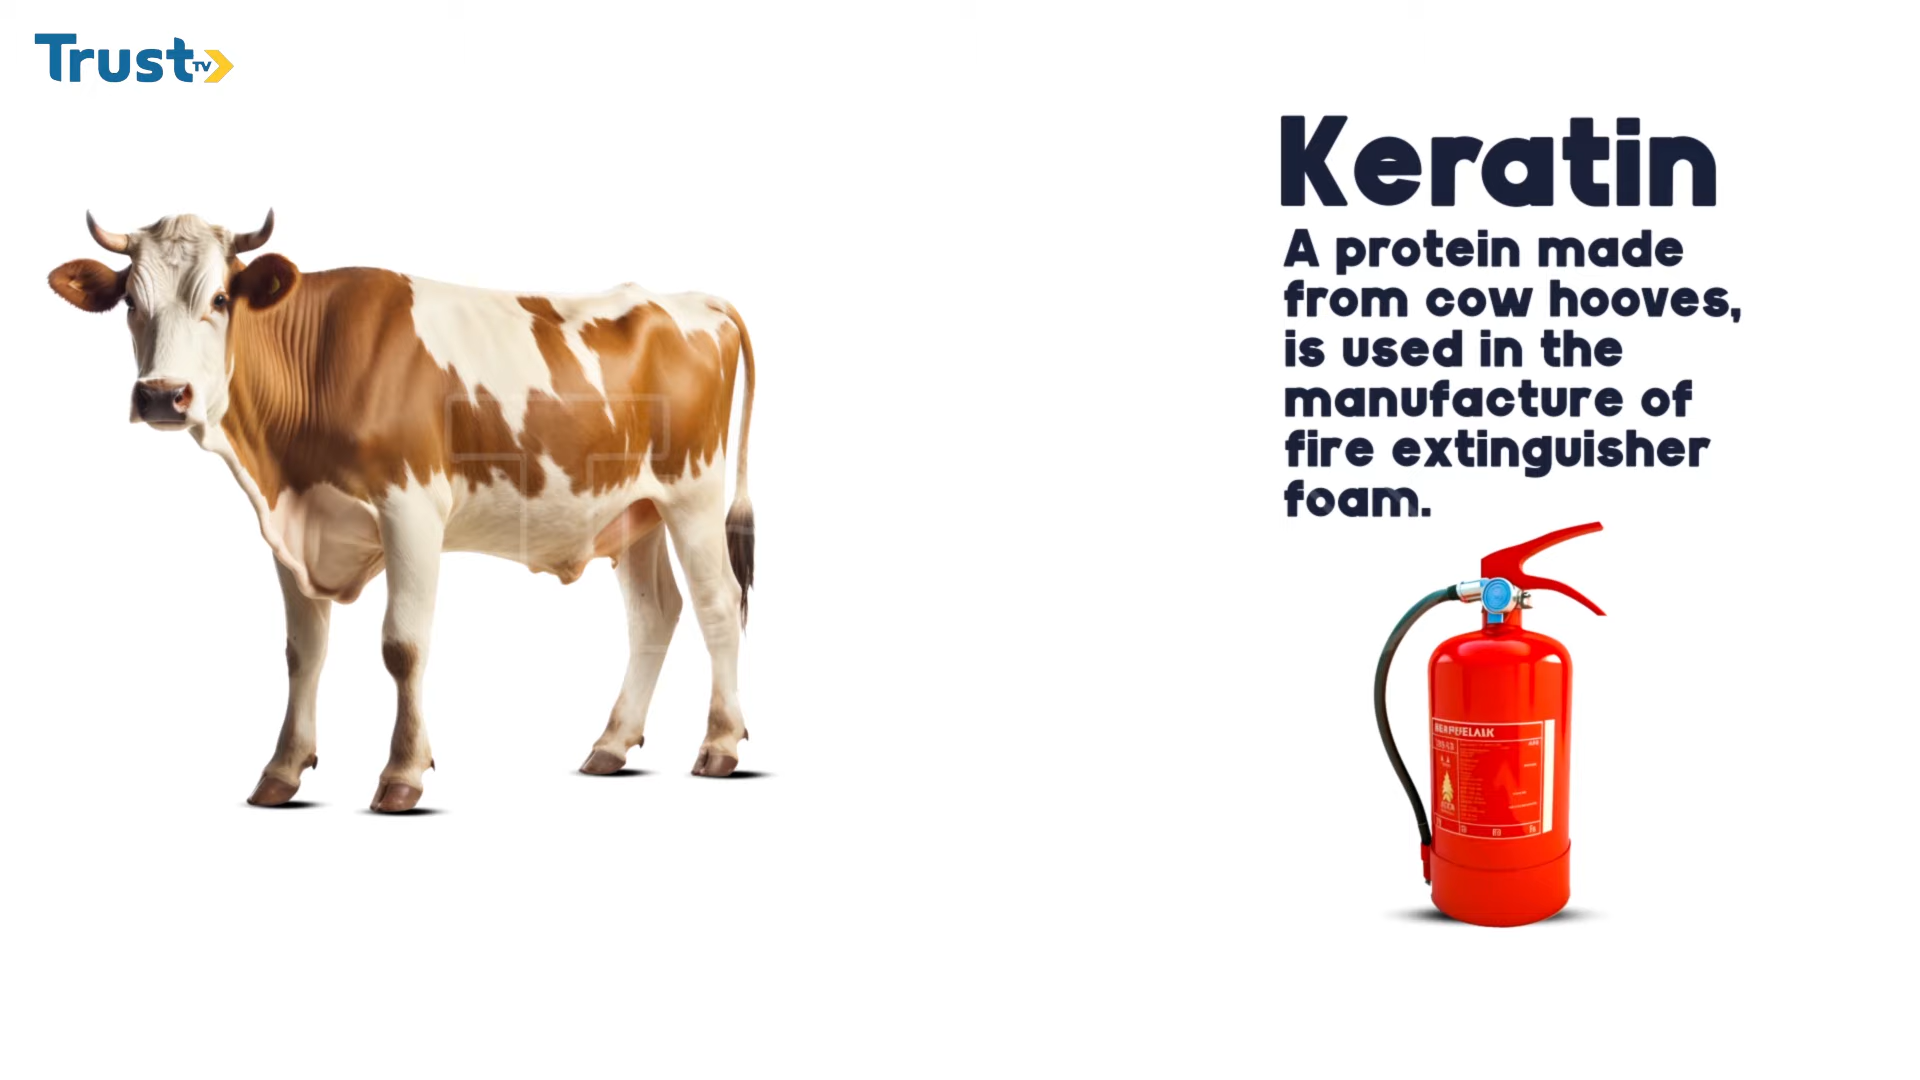 Trust TV
Keratin
A protein made
from cow hooves,
is used in the
manufacture of
fire extinguisher
foam.